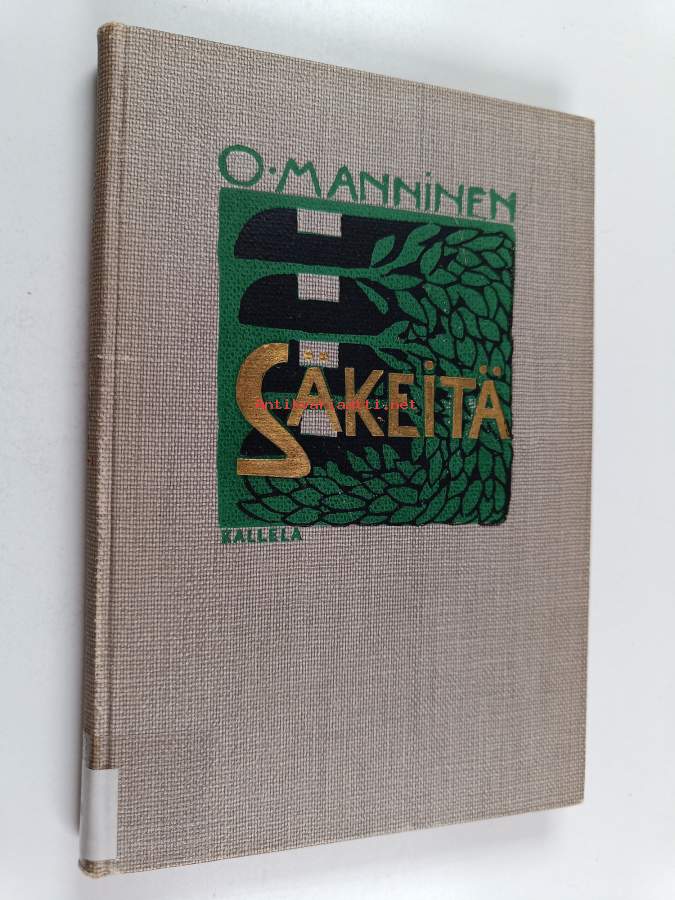 O·MANNINEN
SÄKEITÄ
Antikvariaatti.net
KALLELA